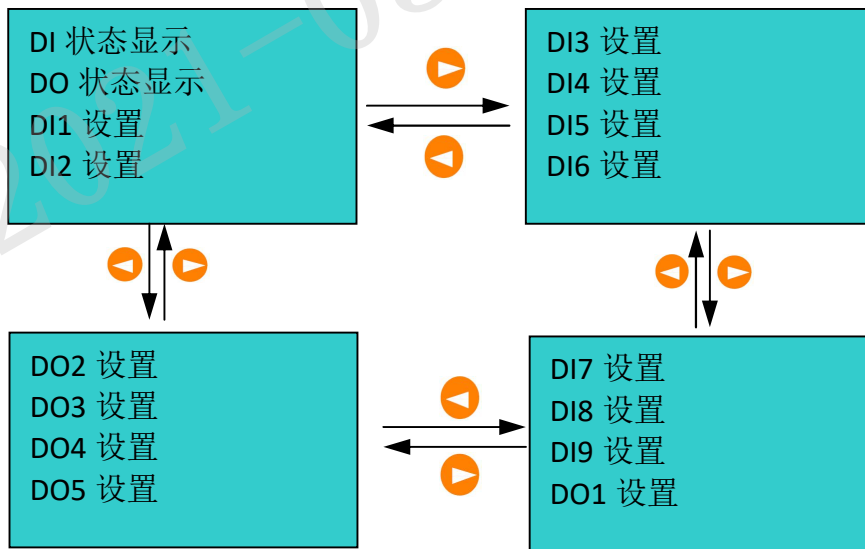 DI 状态显示
DO 状态显示
DI1 设置
DI2 设置
DI3 设置
DI4 设置
DI5 设置
DI6 设置
DO2 设置
DO3 设置
DO4 设置
DO5 设置
DI7 设置
DI8 设置
DI9 设置
DO1 设置